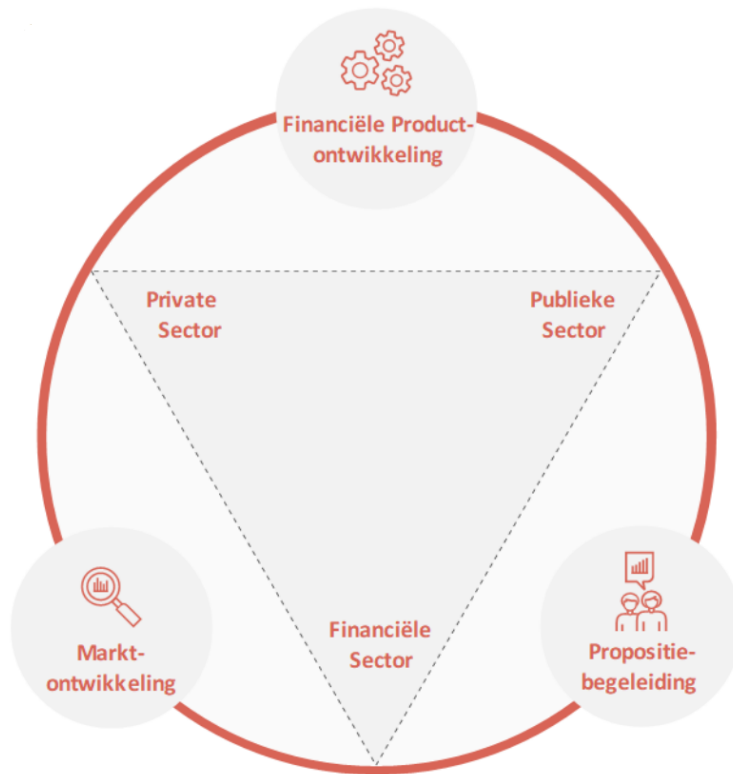 Financiële Product-
ontwikkeling
Private
Sector
Publieke
Sector
Financiële
Sector
Markt-
ontwikkeling
Propositie-
begeleiding